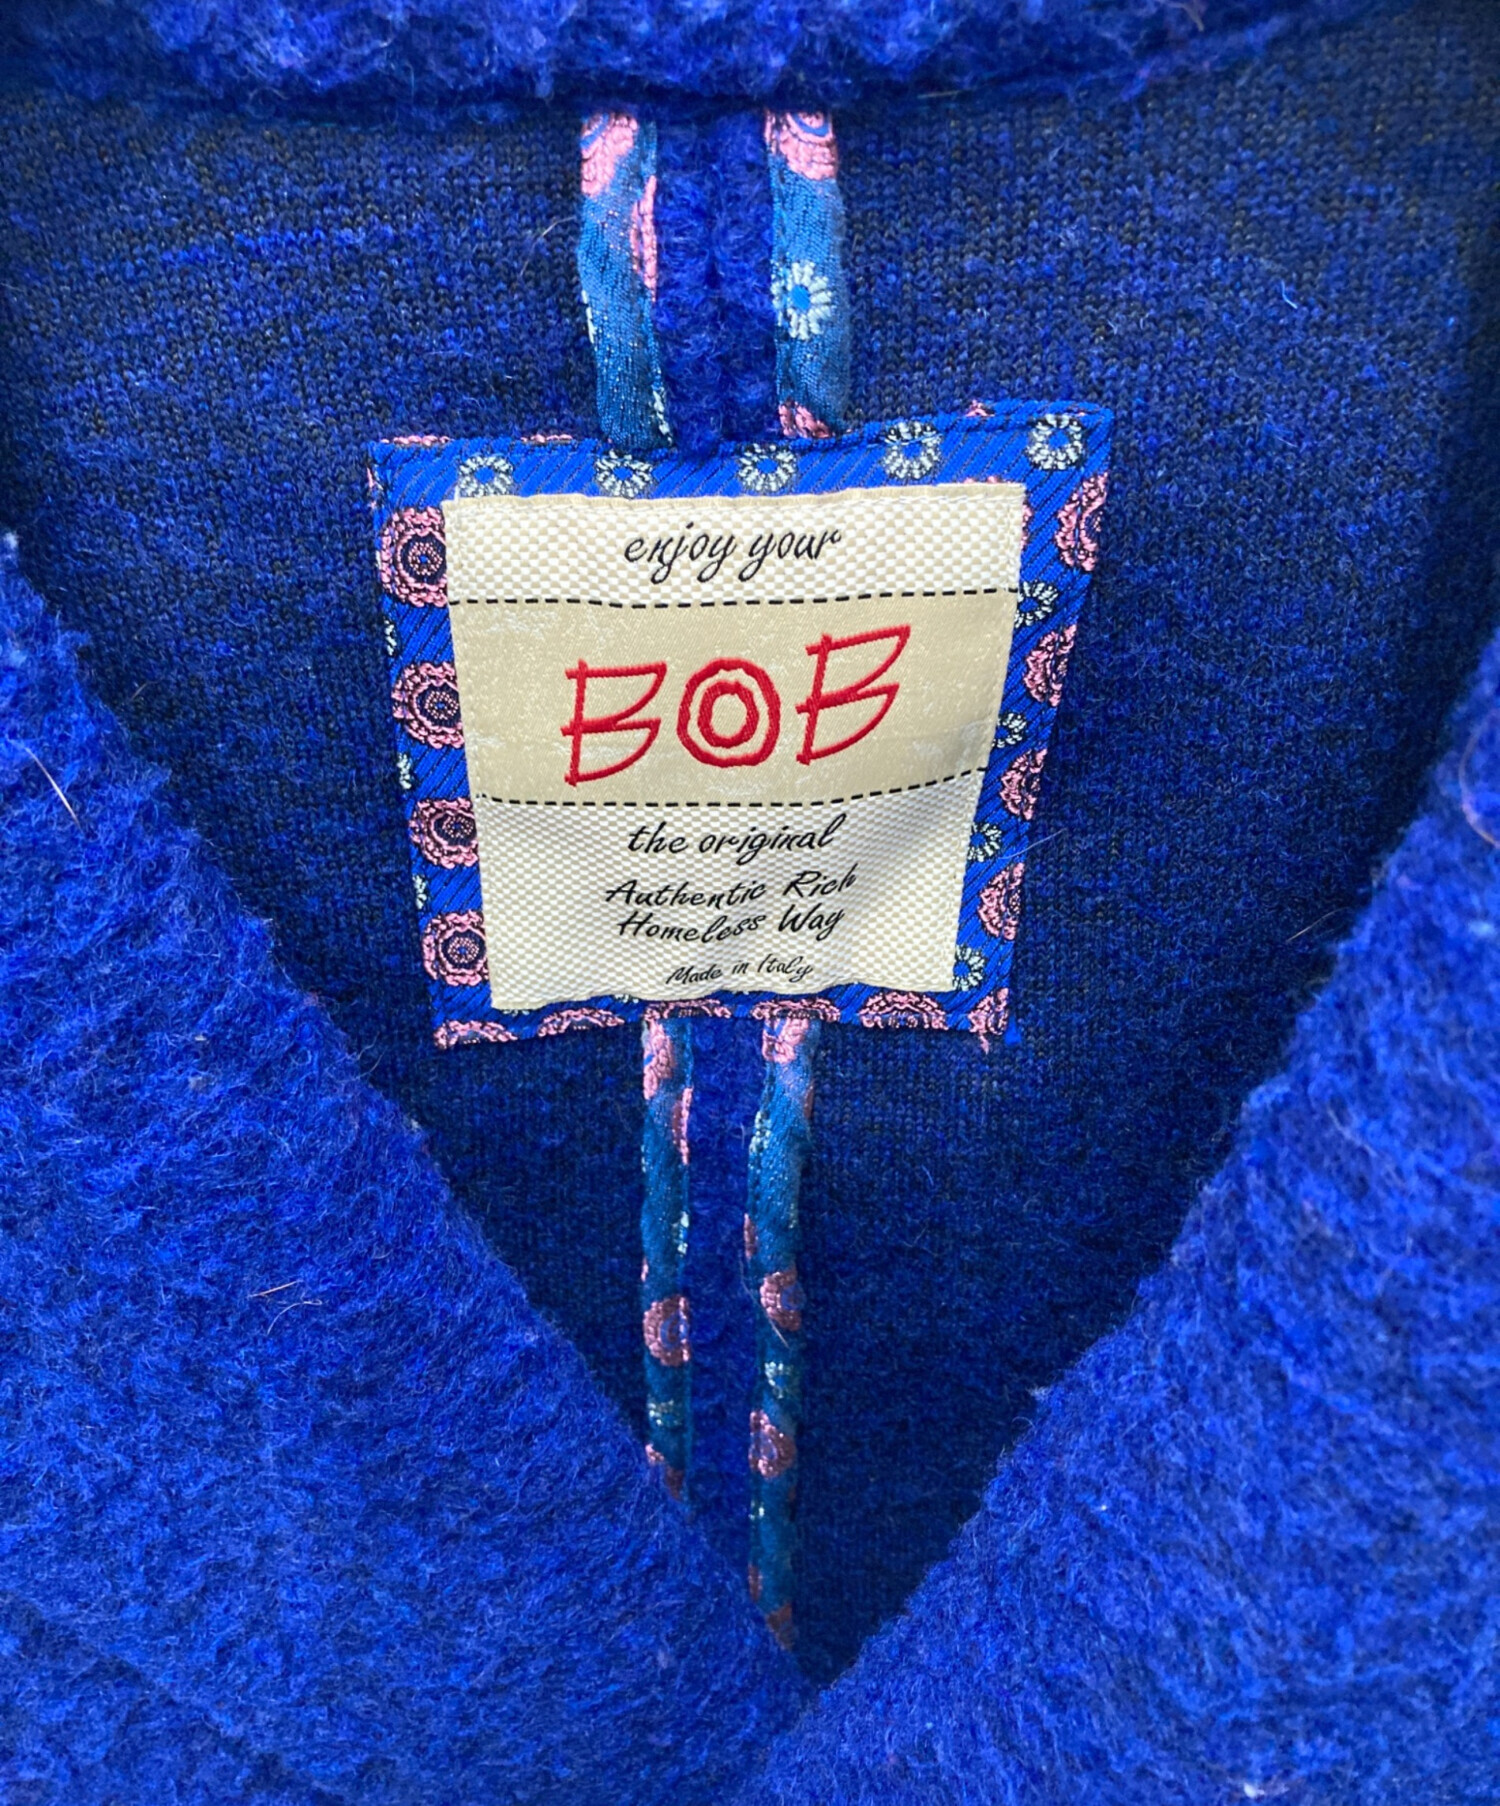 enjoy your
BOB
the original
Authentic Rich
Homeless Way
Made in Italy